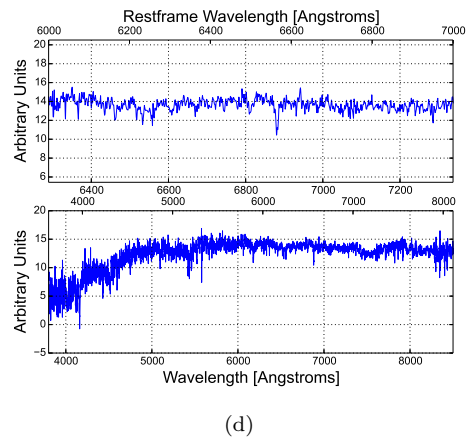 Restframe Wavelength [Angstroms]
6000 6200 6400 6600 6800 7000
20
18
16
14
12
10
8
6
Arbitrary Units
6400 6600 6800 7000 7200
4000 5000 6000 7000 8000
20
15
10
5
0
−5
Arbitrary Units
4000 5000 6000 7000 8000
Wavelength [Angstroms]
(d)